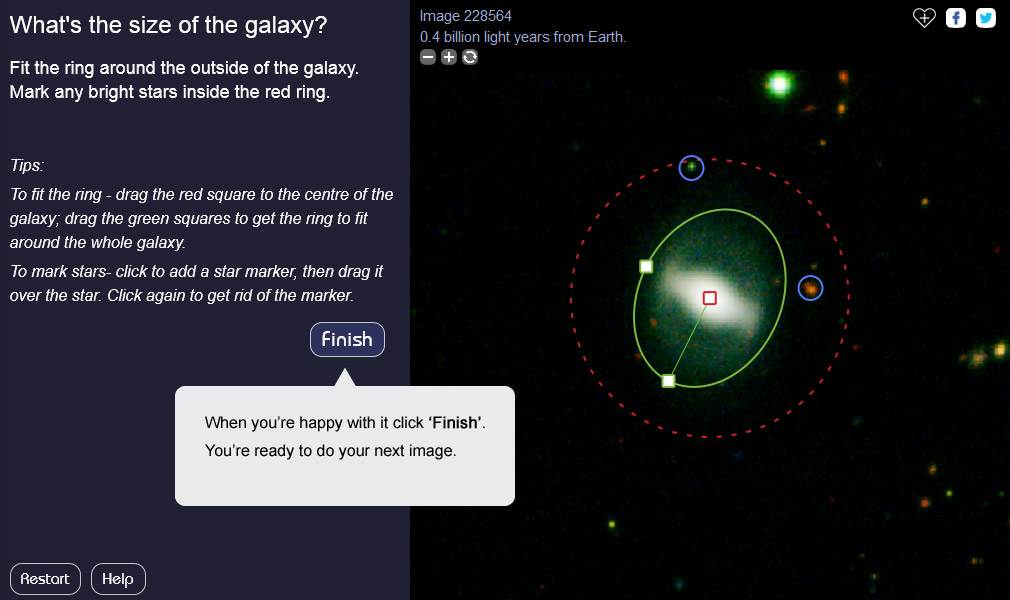 What's the size of the galaxy?
Fit the ring around the outside of the galaxy.
Mark any bright stars inside the red ring.
Tips:
To fit the ring - drag the red square to the centre of the
galaxy; drag the green squares to get the ring to fit
around the whole galaxy.
To mark stars- click to add a star marker, then drag it
over the star. Click again to get rid of the marker.
Finish
When you’re happy with it click ‘Finish’.
You’re ready to do your next image.
Restart
Help
Image 228564
0.4 billion light years from Earth.